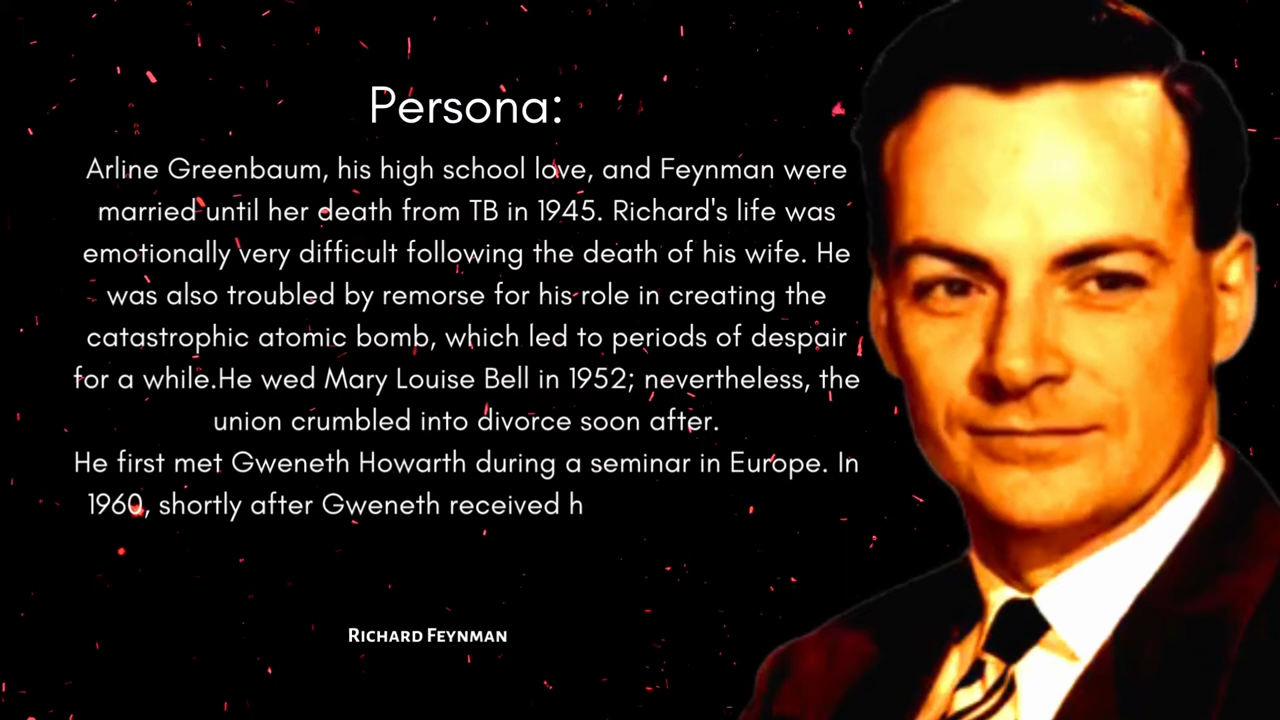 Persona:
Arline Greenbaum, his high school love, and Feynman were
married until her death from TB in 1945. Richard's life was
emotionally very difficult following the death of his wife. He
was also troubled by remorse for his role in creating the
catastrophic atomic bomb, which led to periods of despair
for a while.He wed Mary Louise Bell in 1952; nevertheless, the
union crumbled into divorce soon after.
He first met Gweneth Howarth during a seminar in Europe. In
1960, shortly after Gweneth received h
Richard Feynman